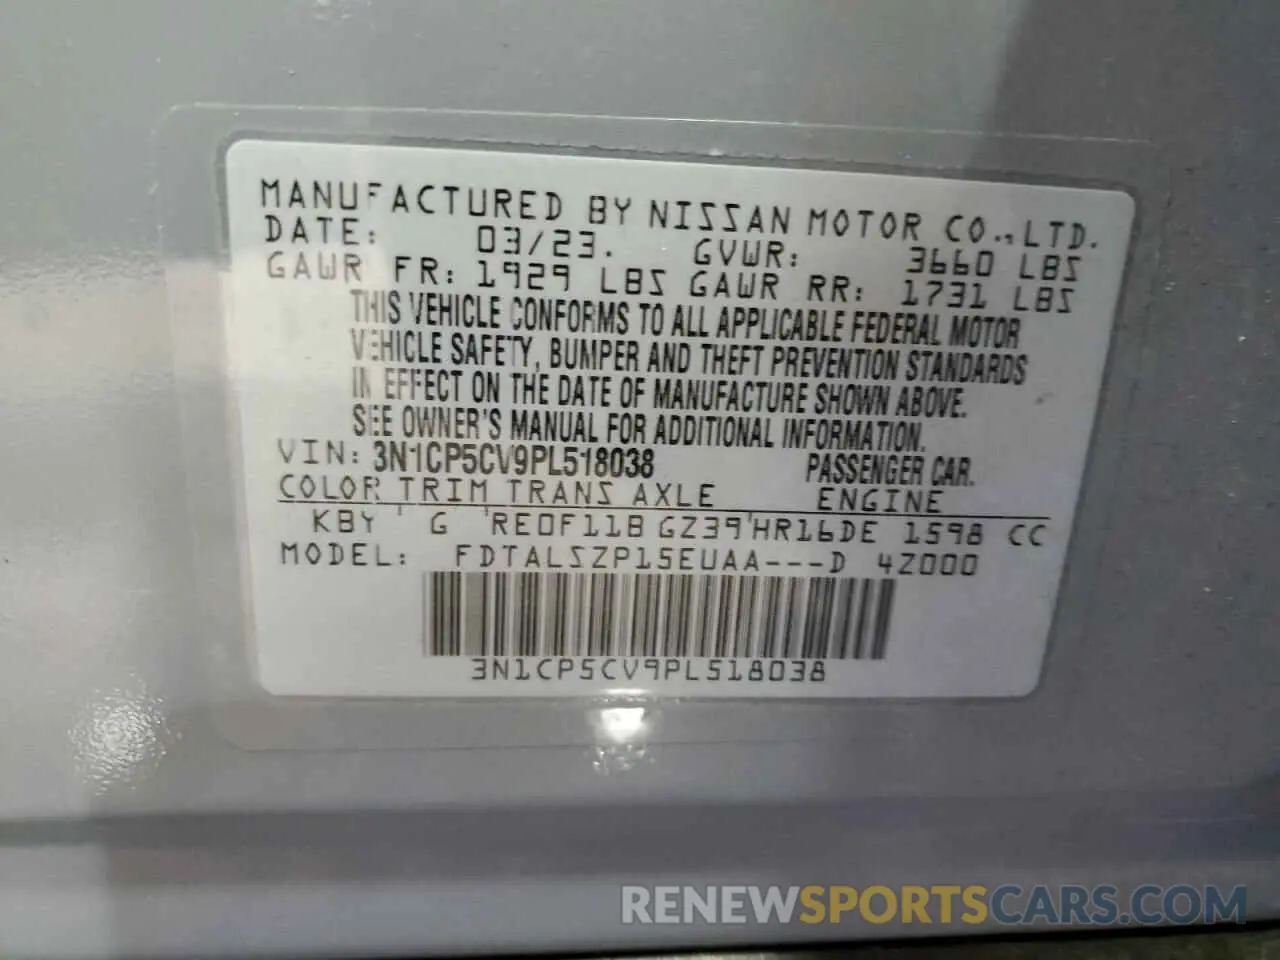 MANUFACTURED BY NISSAN MOTOR CO.,LTD.
DATE: 03/23. GVWR: 3660 LBS
GAWR FR: 1929 LBS GAWR RR: 1731 LBS
THIS VEHICLE CONFORMS TO ALL APPLICABLE FEDERAL MOTOR
VEHICLE SAFETY, BUMPER AND THEFT PREVENTION STANDARDS
IN EFFECT ON THE DATE OF MANUFACTURE SHOWN ABOVE.
SEE OWNER'S MANUAL FOR ADDITIONAL INFORMATION.
VIN: 3N1CP5CV9PL518038 PASSENGER CAR.
COLOR TRIM TRANS AXLE ENGINE
KBY G RE0F11B GZ39 HR16DE 1598 CC
MODEL: FDTALSZP15EUAA---D 4Z000
3N1CP5CV9PL518038
RENEWSPORTSCARS.COM